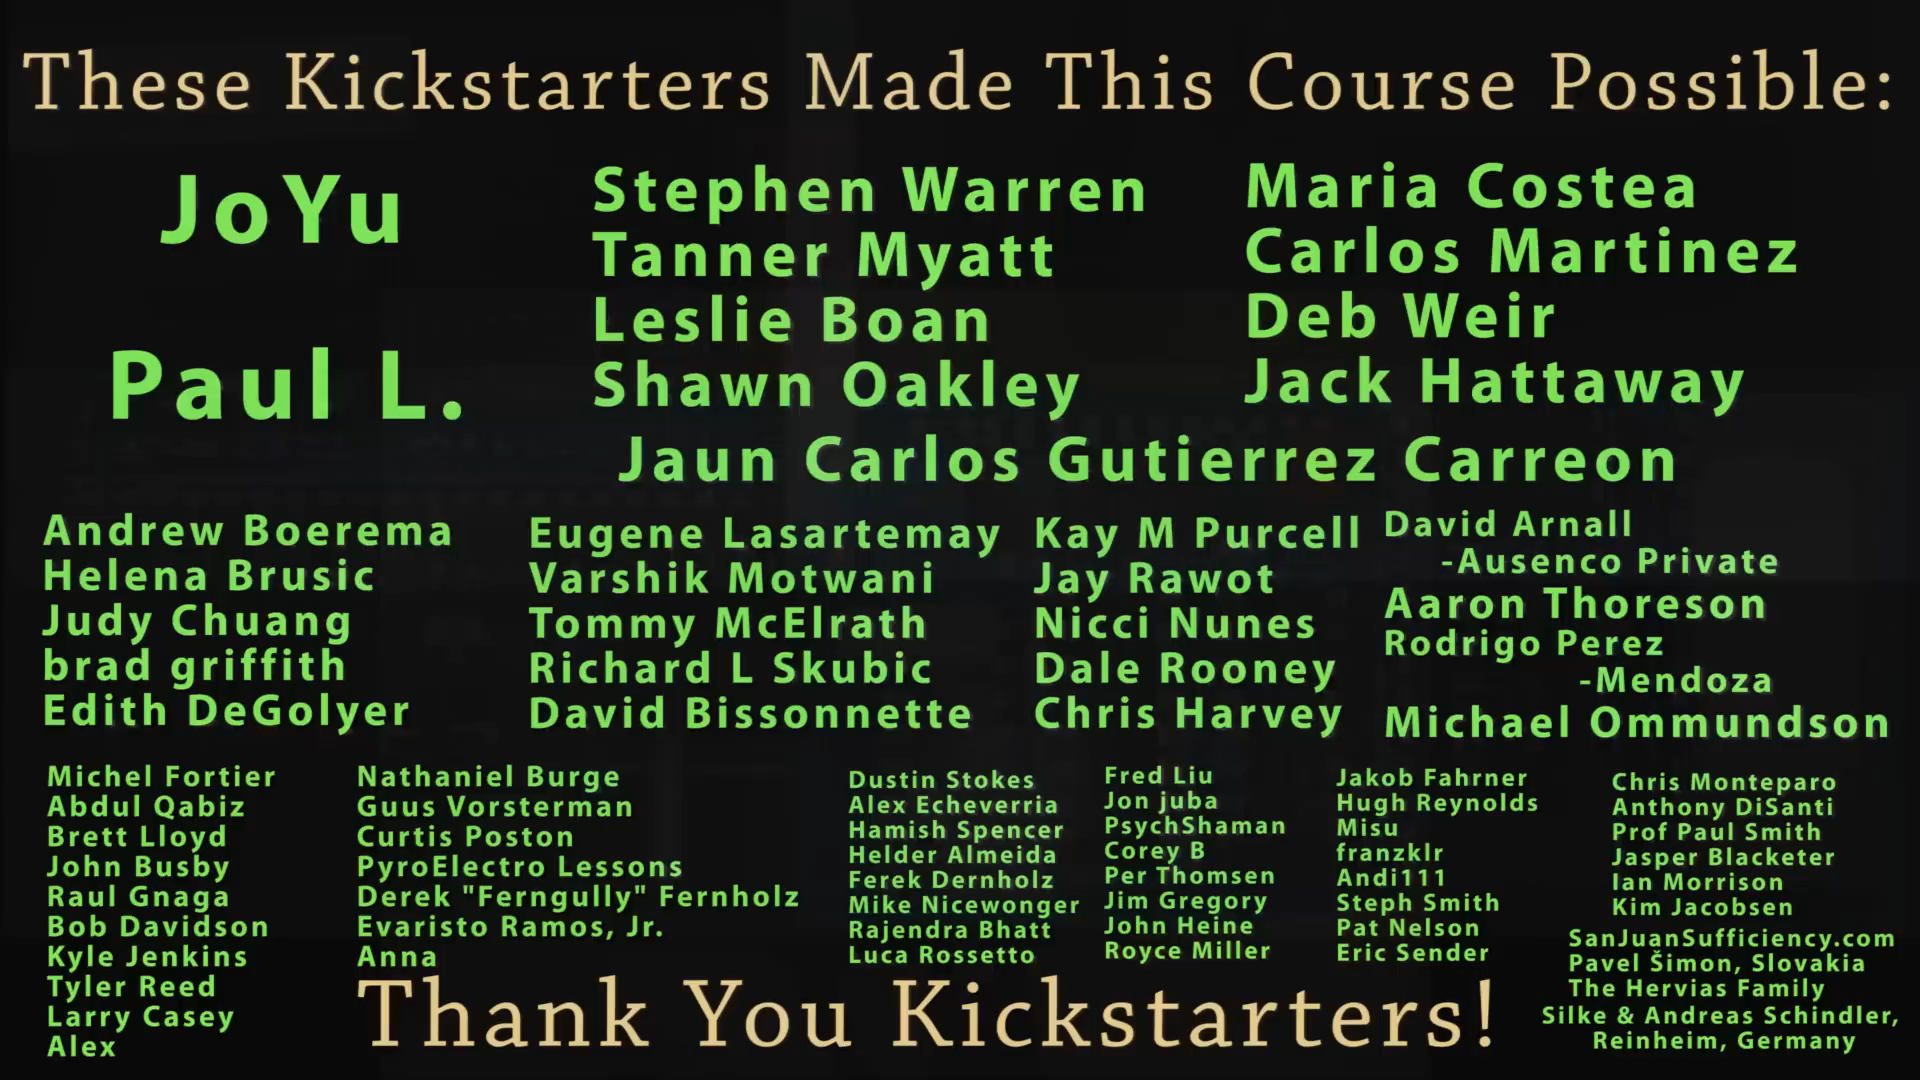 These Kickstarters Made This Course Possible:
JoYu
Paul L.
Stephen Warren
Tanner Myatt
Leslie Boan
Shawn Oakley
Maria Costea
Carlos Martinez
Deb Weir
Jack Hattaway
Jaun Carlos Gutierrez Carreon
Andrew Boerema
Helena Brusic
Judy Chuang
brad griffith
Edith DeGolyer
Eugene Lasartemay
Varshik Motwani
Tommy McElrath
Richard L Skubic
David Bissonnette
Kay M Purcell
Jay Rawot
Nicci Nunes
Dale Rooney
Chris Harvey
David Arnall
-Ausenco Private
Aaron Thoreson
Rodrigo Perez
-Mendoza
Michael Ommundson
Michel Fortier
Abdul Qabiz
Brett Lloyd
John Busby
Raul Gnaga
Bob Davidson
Kyle Jenkins
Tyler Reed
Larry Casey
Alex
Nathaniel Burge
Guus Vorsterman
Curtis Poston
PyroElectro Lessons
Derek "Ferngully" Fernholz
Evaristo Ramos, Jr.
Anna
Dustin Stokes
Alex Echeverria
Hamish Spencer
Helder Almeida
Ferek Dernholz
Mike Nicewonger
Rajendra Bhatt
Luca Rossetto
Fred Liu
Jon juba
PsychShaman
Corey B
Per Thomsen
Jim Gregory
John Heine
Royce Miller
Jakob Fahrner
Hugh Reynolds
Misu
franzklr
Andi111
Steph Smith
Pat Nelson
Eric Sender
Chris Monteparo
Anthony DiSanti
Prof Paul Smith
Jasper Blacketer
Ian Morrison
Kim Jacobsen
SanJuanSufficiency.com
Pavel Šimon, Slovakia
The Hervias Family
Silke & Andreas Schindler,
Reinheim, Germany
Thank You Kickstarters!